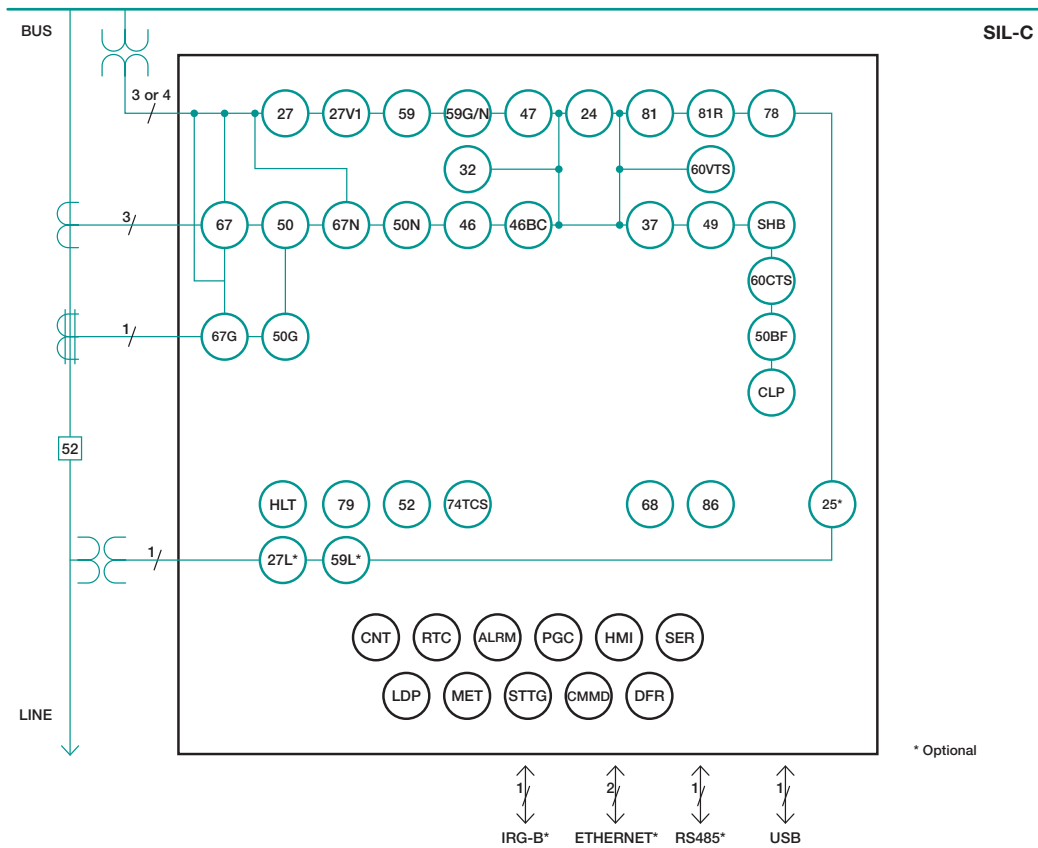 BUS
SIL-C
3 or 4
27 27V1 59 59G/N 47 24 81 81R 78
32 60VTS
3
67 50 67N 50N 46 46BC 37 49 SHB
60CTS
1
67G 50G 50BF
CLP
52
HLT 79 52 74TCS 68 86 25*
1
27L* 59L*
CNT RTC ALRM PGC HMI SER
LDP MET STTG CMMD DFR
LINE
* Optional
1 2 1 1
IRG-B* ETHERNET* RS485* USB